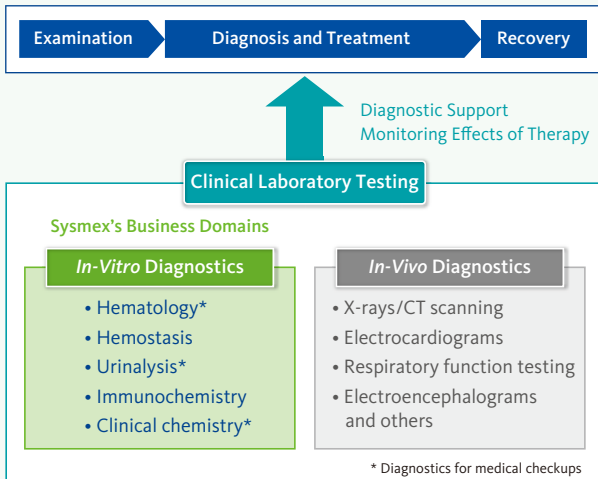 Examination Diagnosis and Treatment Recovery
Diagnostic Support
Monitoring Effects of Therapy
Clinical Laboratory Testing
Sysmex's Business Domains
In-Vitro Diagnostics
• Hematology*
• Hemostasis
• Urinalysis*
• Immunochemistry
• Clinical chemistry*
In-Vivo Diagnostics
• X-rays/CT scanning
• Electrocardiograms
• Respiratory function testing
• Electroencephalograms
and others
* Diagnostics for medical checkups